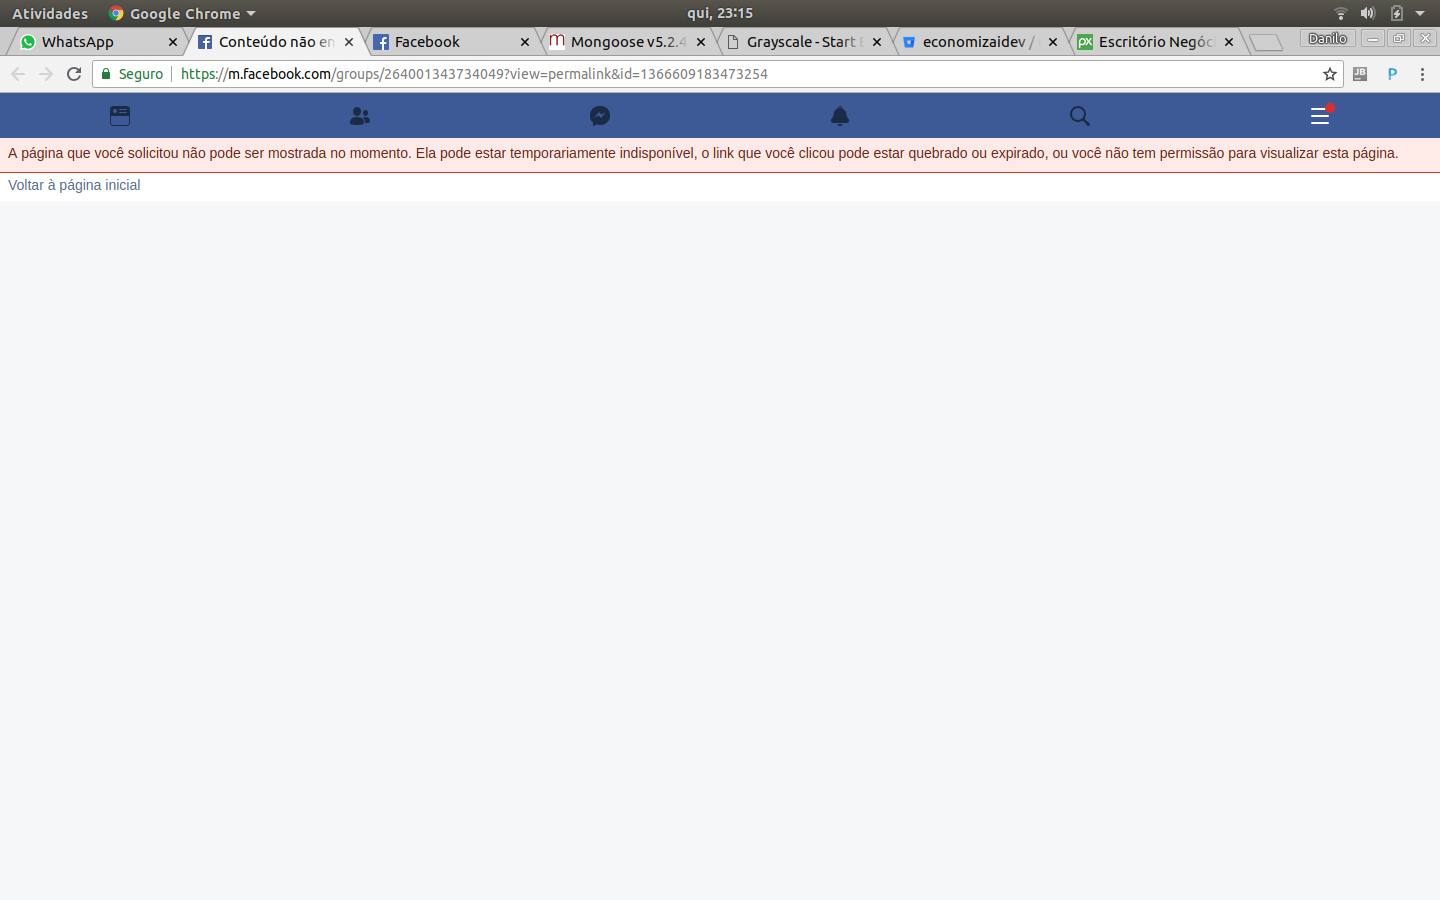 Atividades Google Chrome qui, 23:15
WhatsApp Conteúdo não en Facebook Mongoose v5.2.4 Grayscale - Start B economizaidev / Escritório Negóci Danilo
Seguro https://m.facebook.com/groups/264001343734049?view=permalink&id=1366609183473254
A página que você solicitou não pode ser mostrada no momento. Ela pode estar temporariamente indisponível, o link que você clicou pode estar quebrado ou expirado, ou você não tem permissão para visualizar esta página.
Voltar à página inicial